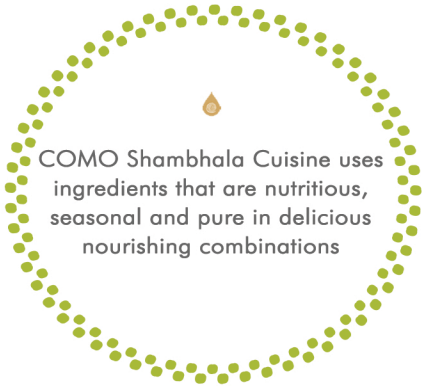 COMO Shambhala Cuisine uses
ingredients that are nutritious,
seasonal and pure in delicious
nourishing combinations